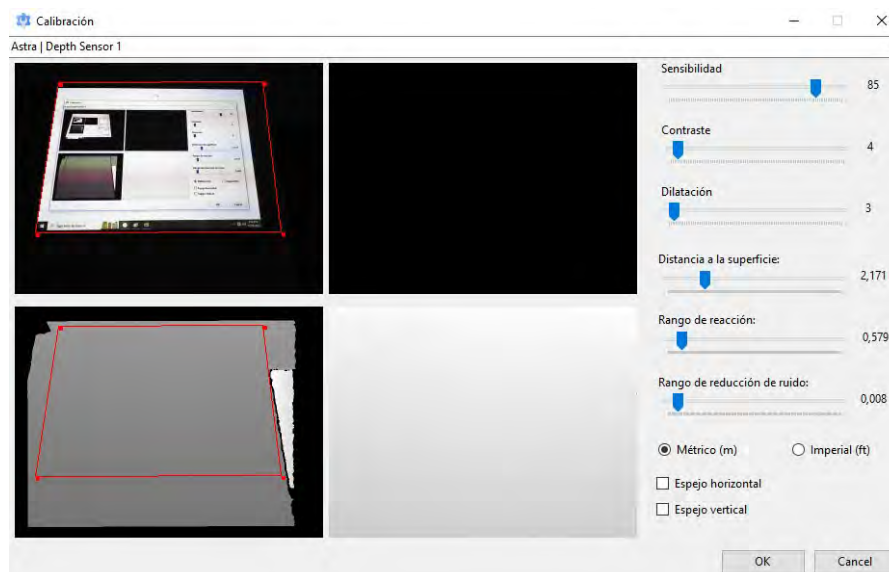 Calibración
Astra | Depth Sensor 1
Sensibilidad
85
Contraste
4
Dilatación
3
Distancia a la superficie:
2,171
Rango de reacción:
0,579
Rango de reducción de ruido:
0,008
Métrico (m)
Imperial (ft)
Espejo horizontal
Espejo vertical
OK
Cancel